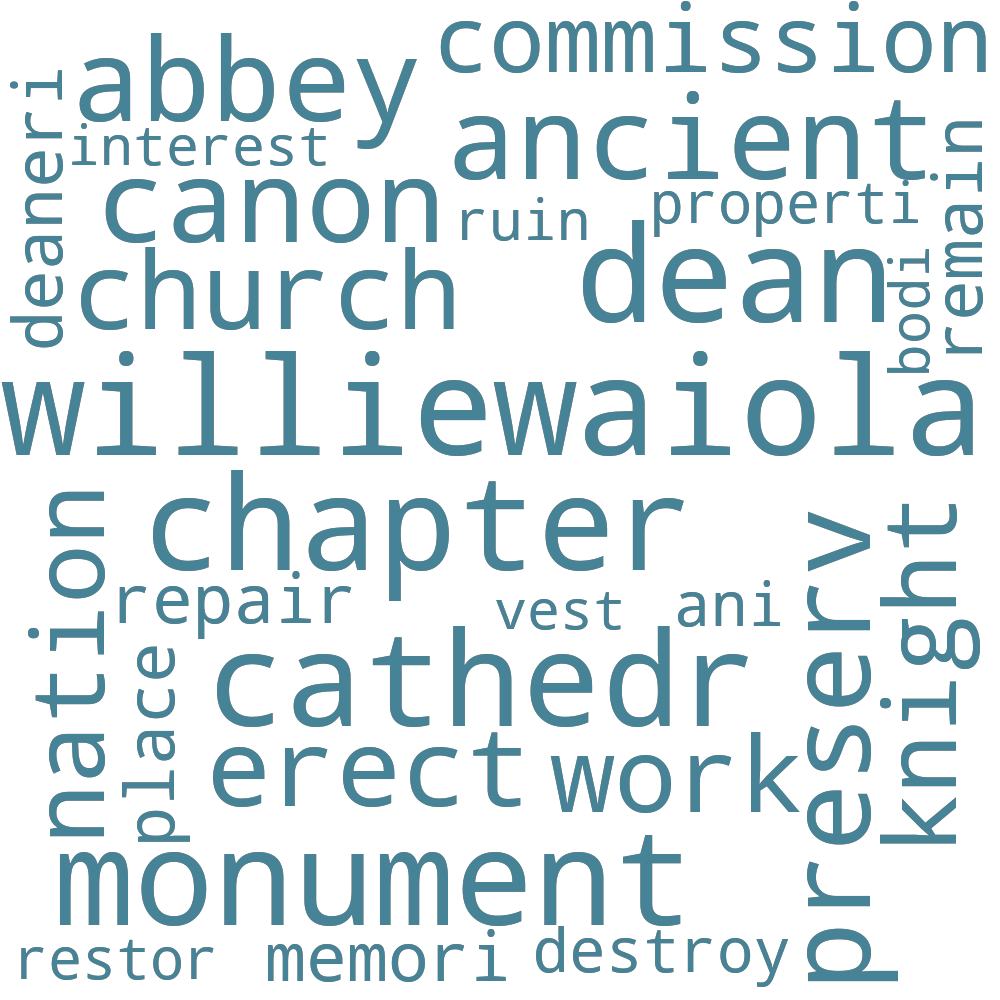 commission
abbey
ancient
deaneri
interest
remain
canon
properti
ruin
dean
church
bodi
williewaiola
chapter
nation
preserv
knight
repair
vest
ani
cathedr
place
erect
work
monument
restor
memori
destroy